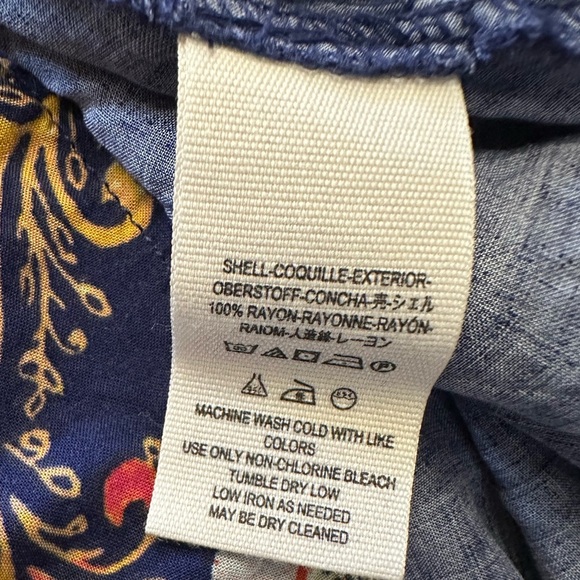 SHELL-COQUILLE-EXTERIOR-
OBERSTOFF-CONCHA-壳-シェル
100% RAYON-RAYONNE-RAYÓN-
RAIOM-人造絲-レーヨン
MACHINE WASH COLD WITH LIKE
COLORS
USE ONLY NON-CHLORINE BLEACH
TUMBLE DRY LOW
LOW IRON AS NEEDED
MAY BE DRY CLEANED